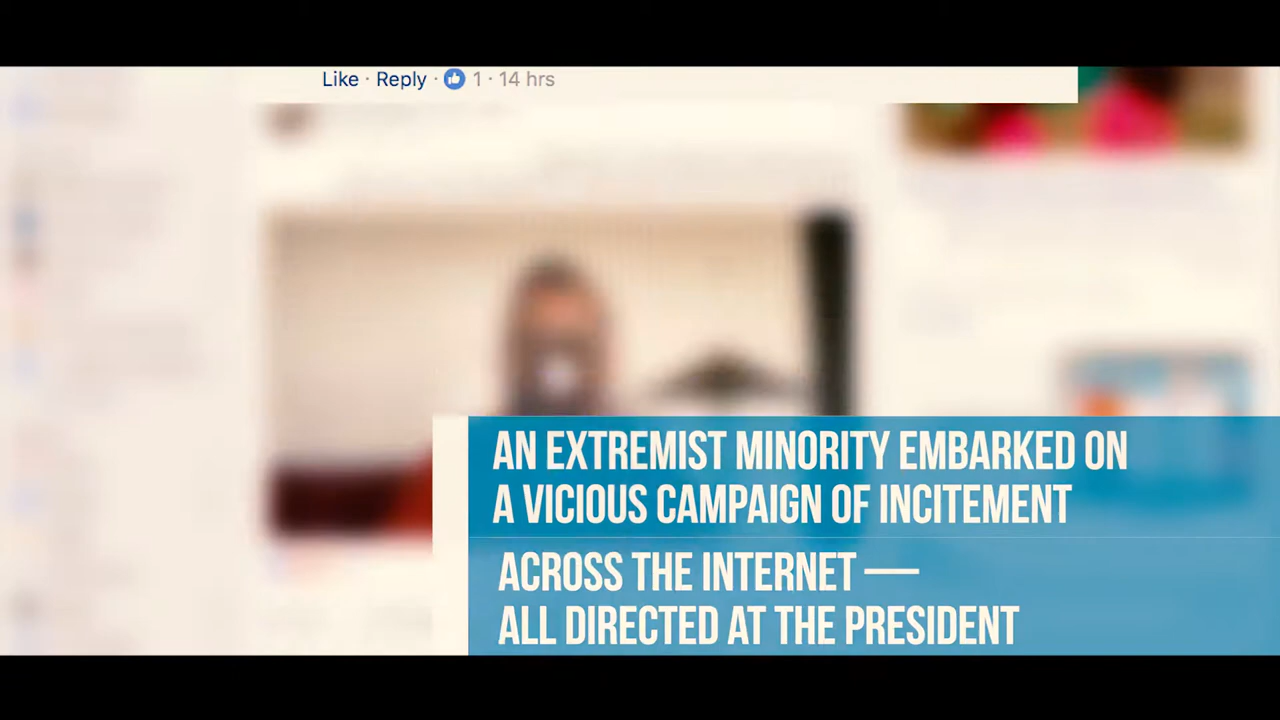 Like · Reply · 1 · 14 hrs
AN EXTREMIST MINORITY EMBARKED ON
A VICIOUS CAMPAIGN OF INCITEMENT
ACROSS THE INTERNET —
ALL DIRECTED AT THE PRESIDENT